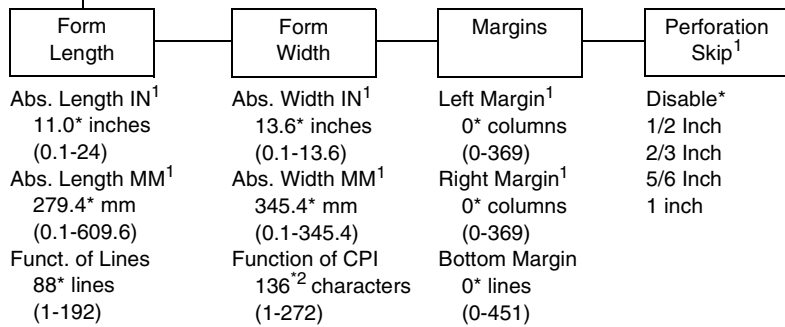 Form
Length
Abs. Length IN1
11.0* inches
(0.1-24)
Abs. Length MM1
279.4* mm
(0.1-609.6)
Funct. of Lines
88* lines
(1-192)
Form
Width
Abs. Width IN1
13.6* inches
(0.1-13.6)
Abs. Width MM1
345.4* mm
(0.1-345.4)
Function of CPI
136*2 characters
(1-272)
Margins
Left Margin1
0* columns
(0-369)
Right Margin1
0* columns
(0-369)
Bottom Margin
0* lines
(0-451)
Perforation
Skip1
Disable*
1/2 Inch
2/3 Inch
5/6 Inch
1 inch